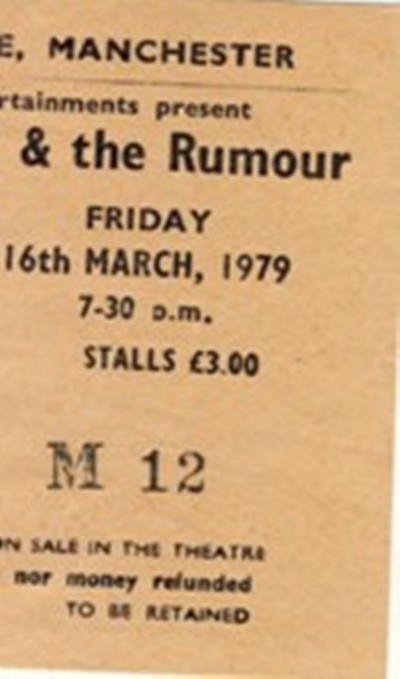 E, MANCHESTER
rtainments present
& the Rumour
FRIDAY
16th MARCH, 1979
7-30 p.m.
STALLS £3.00
M 12
ON SALE IN THE THEATRE
nor money refunded
TO BE RETAINED